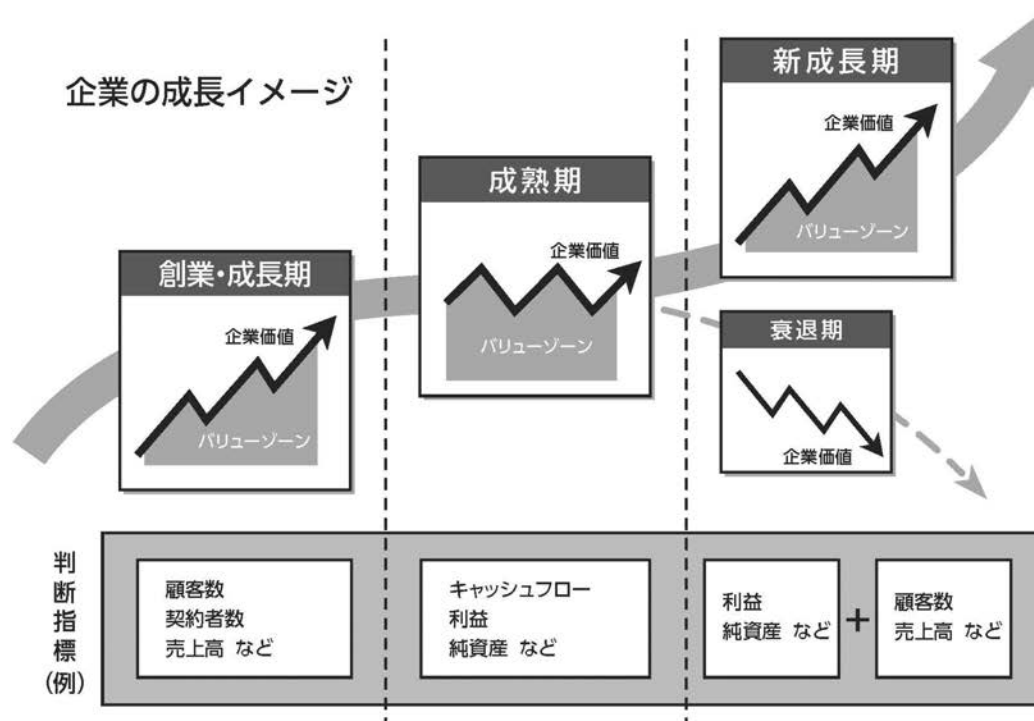 企業の成長イメージ
創業・成長期
企業価値
バリューゾーン
成熟期
企業価値
バリューゾーン
新成長期
企業価値
バリューゾーン
衰退期
企業価値
判断指標(例)
顧客数
契約者数
売上高 など
キャッシュフロー
利益
純資産 など
利益
純資産 など
+
顧客数
売上高 など